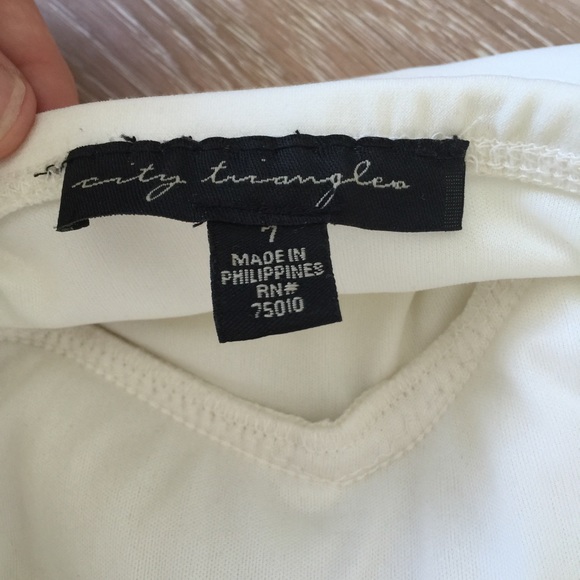 city triangles
7
MADE IN
PHILIPPINES
RN#
75010